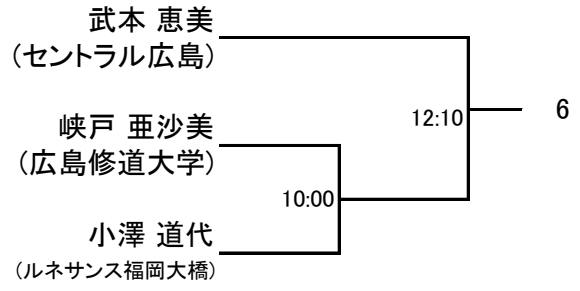 武本 恵美
(セントラル広島)
12:10
6
峡戸 亜沙美
(広島修道大学)
10:00
小澤 道代
(ルネサンス福岡大橋)